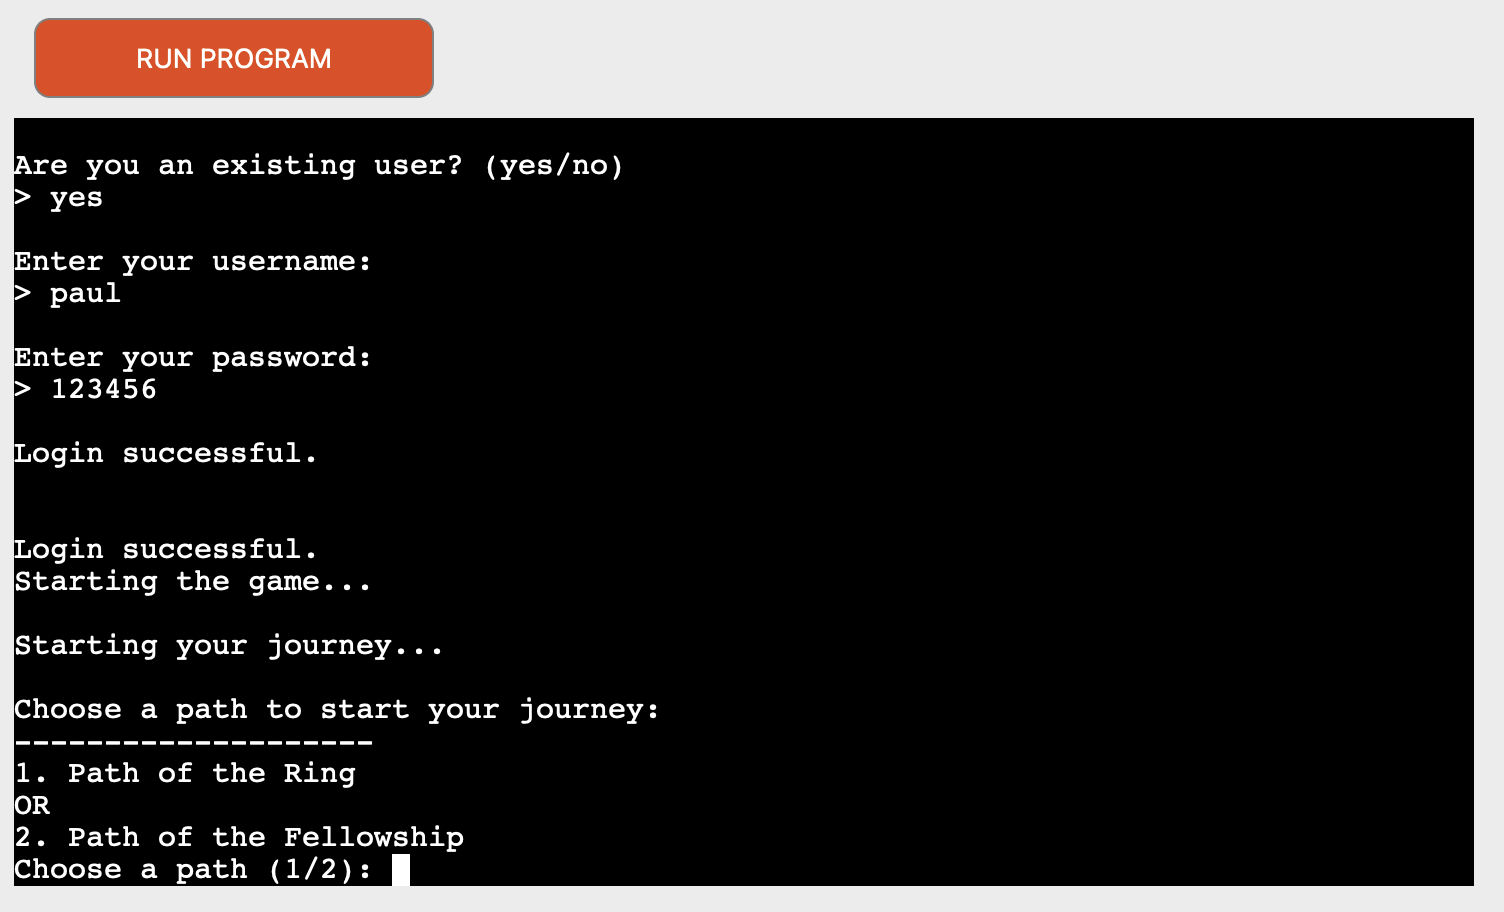 RUN PROGRAM
Are you an existing user? (yes/no)
> yes
Enter your username:
> paul
Enter your password:
> 123456
Login successful.
Login successful.
Starting the game...
Starting your journey...
Choose a path to start your journey:
--------------------
1. Path of the Ring
OR
2. Path of the Fellowship
Choose a path (1/2):